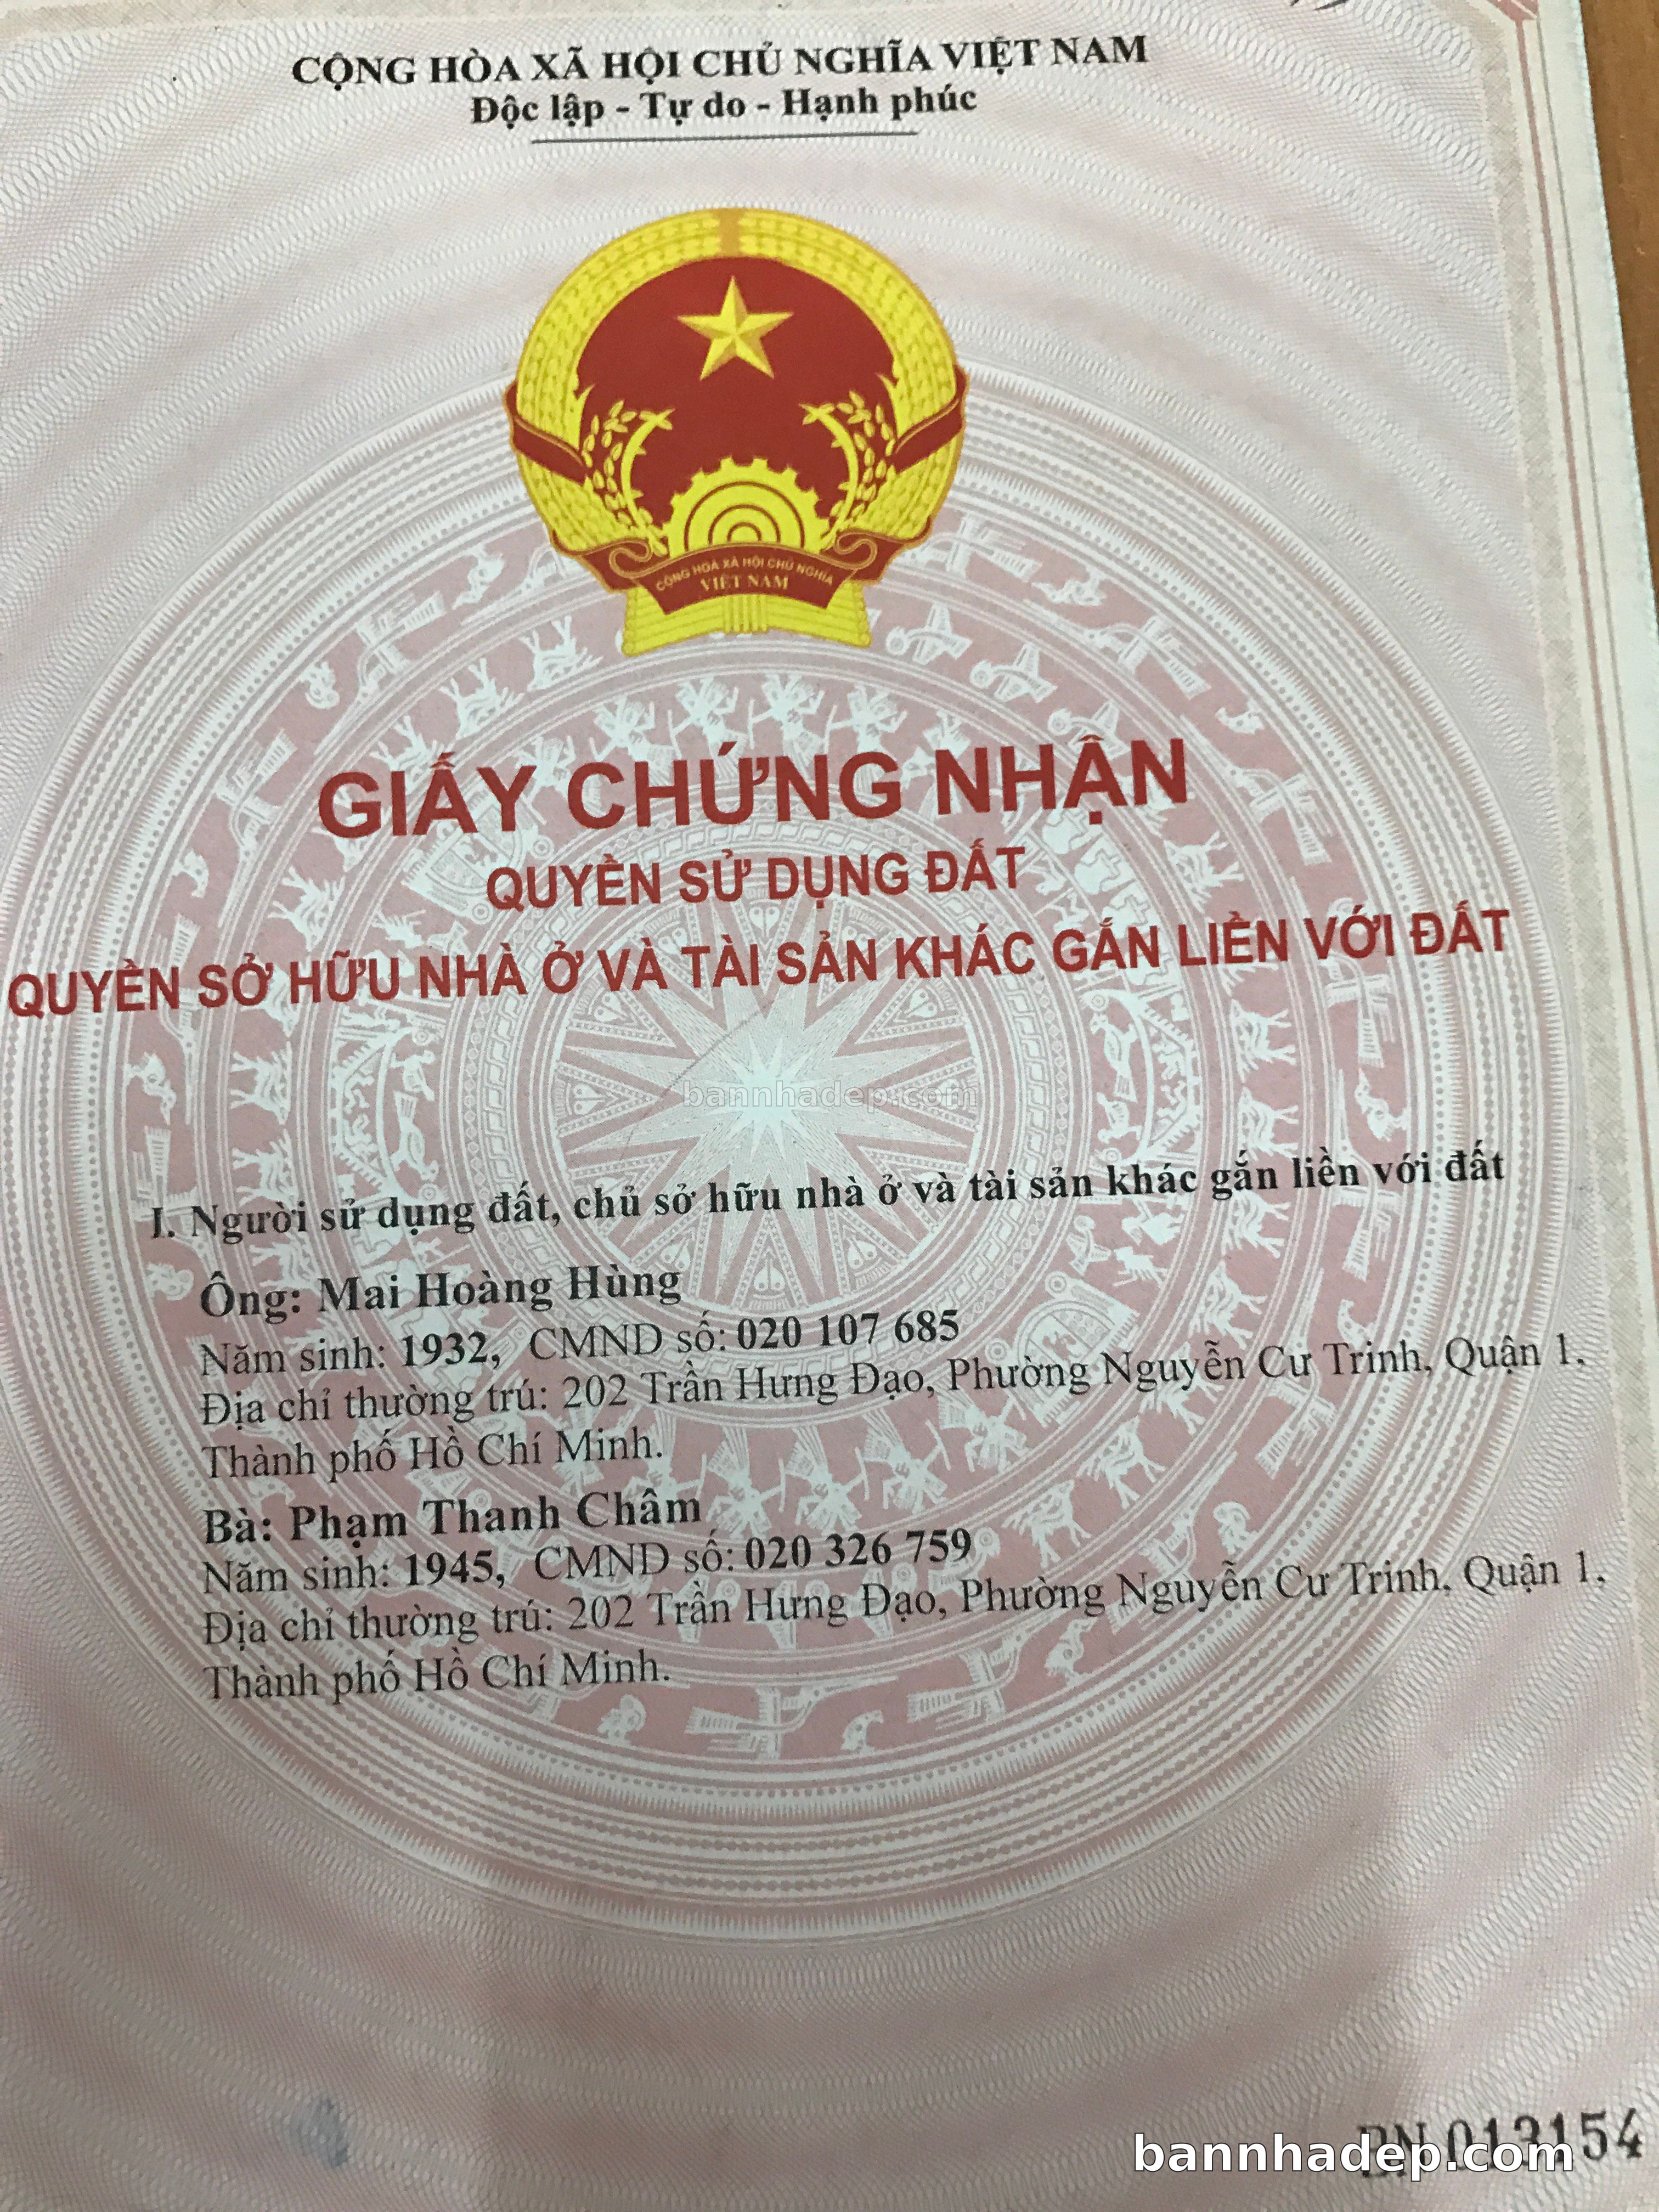 CỘNG HÒA XÃ HỘI CHỦ NGHĨA VIỆT NAM
Độc lập - Tự do - Hạnh phúc
CỘNG HOÀ XÃ HỘI CHỦ NGHĨA
VIỆT NAM
GIẤY CHỨNG NHẬN
QUYỀN SỬ DỤNG ĐẤT
QUYỀN SỞ HỮU NHÀ Ở VÀ TÀI SẢN KHÁC GẮN LIỀN VỚI ĐẤT
bannhadep.com
I. Người sử dụng đất, chủ sở hữu nhà ở và tài sản khác gắn liền với đất
Ông: Mai Hoàng Hùng
Năm sinh: 1932, CMND số: 020 107 685
Địa chỉ thường trú: 202 Trần Hưng Đạo, Phường Nguyễn Cư Trinh, Quận 1,
Thành phố Hồ Chí Minh.
Bà: Phạm Thanh Châm
Năm sinh: 1945, CMND số: 020 326 759
Địa chỉ thường trú: 202 Trần Hưng Đạo, Phường Nguyễn Cư Trinh, Quận 1,
Thành phố Hồ Chí Minh.
BN 013154
bannhadep.com